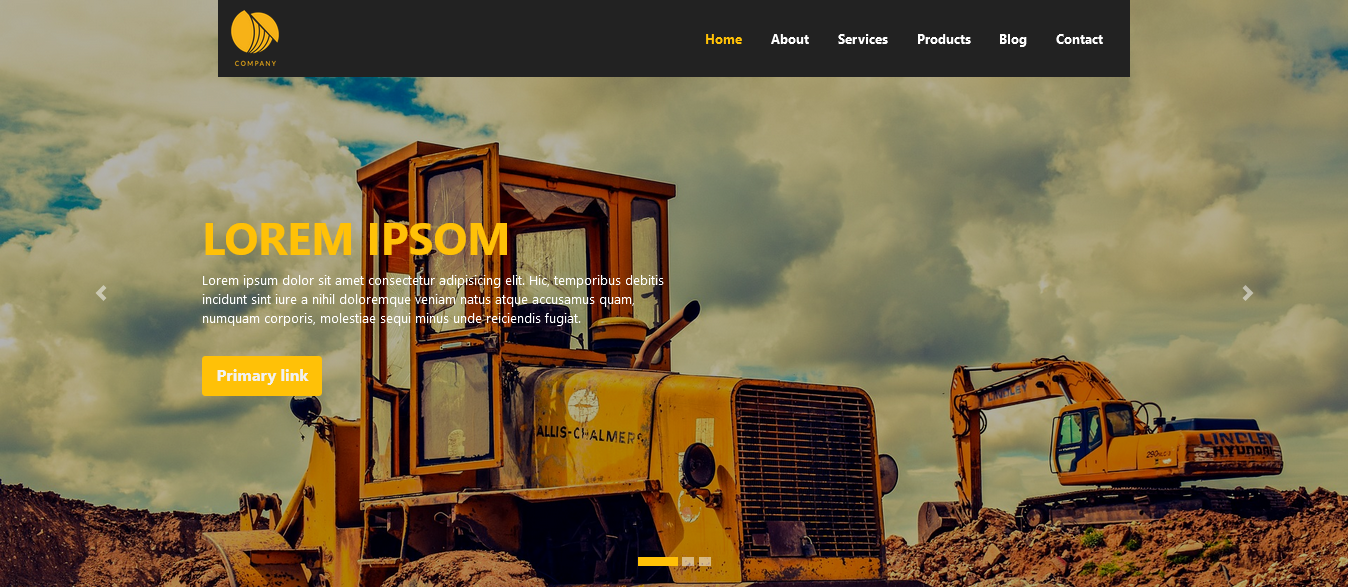 COMPANY
Home About Services Products Blog Contact
LOREM IPSOM
Lorem ipsum dolor sit amet consectetur adipisicing elit. Hic, temporibus debitis
incidunt sint iure a nihil doloremque veniam natus atque accusamus quam,
numquam corporis, molestiae sequi minus unde reiciendis fugiat.
Primary link
ALLIS-CHALMERS
LINDLEY
LINDLEY
HYUNDAI